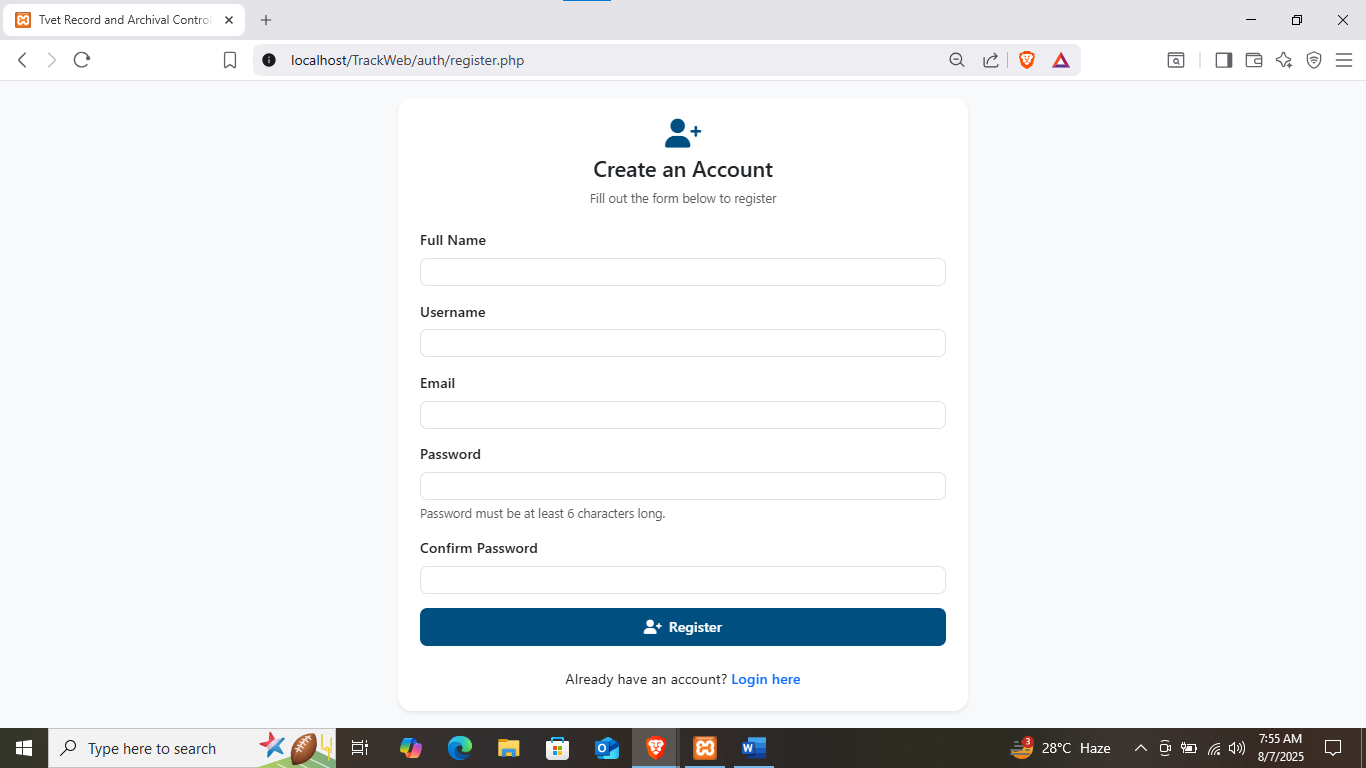 Tvet Record and Archival Contro
localhost/TrackWeb/auth/register.php
Create an Account
Fill out the form below to register
Full Name
Username
Email
Password
Password must be at least 6 characters long.
Confirm Password
Register
Already have an account? Login here
Type here to search
3
28°C Haze
7:55 AM
8/7/2025